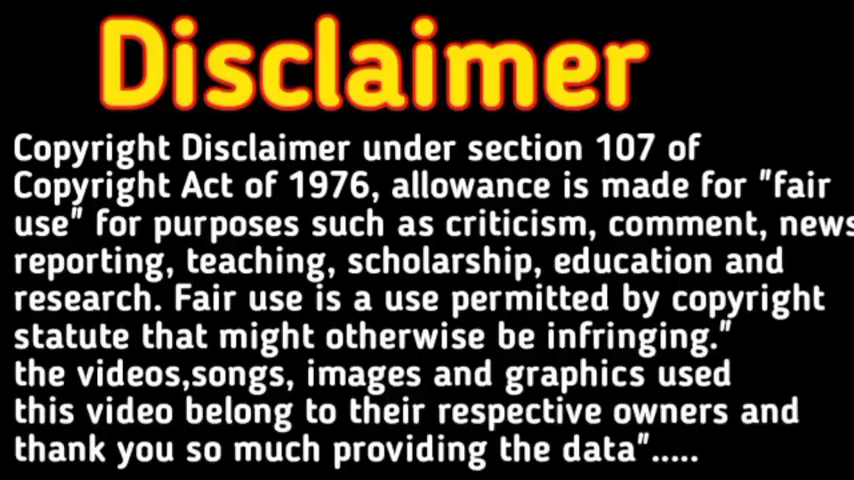 Disclaimer
Copyright Disclaimer under section 107 of
Copyright Act of 1976, allowance is made for "fair
use" for purposes such as criticism, comment, news
reporting, teaching, scholarship, education and
research. Fair use is a use permitted by copyright
statute that might otherwise be infringing."
the videos,songs, images and graphics used
this video belong to their respective owners and
thank you so much providing the data".....